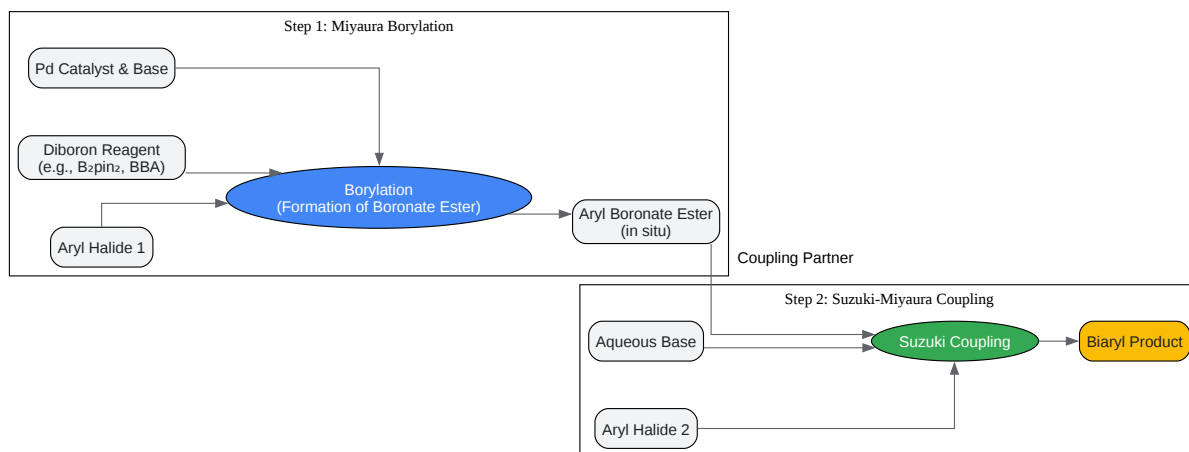 Step 1: Miyaura Borylation
Pd Catalyst & Base
Diboron Reagent
(e.g., B₂pin₂, BBA)
Borylation
(Formation of Boronate Ester)
Aryl Halide 1
Aryl Boronate Ester
(in situ)
Coupling Partner
Step 2: Suzuki-Miyaura Coupling
Aqueous Base
Suzuki Coupling
Biaryl Product
Aryl Halide 2